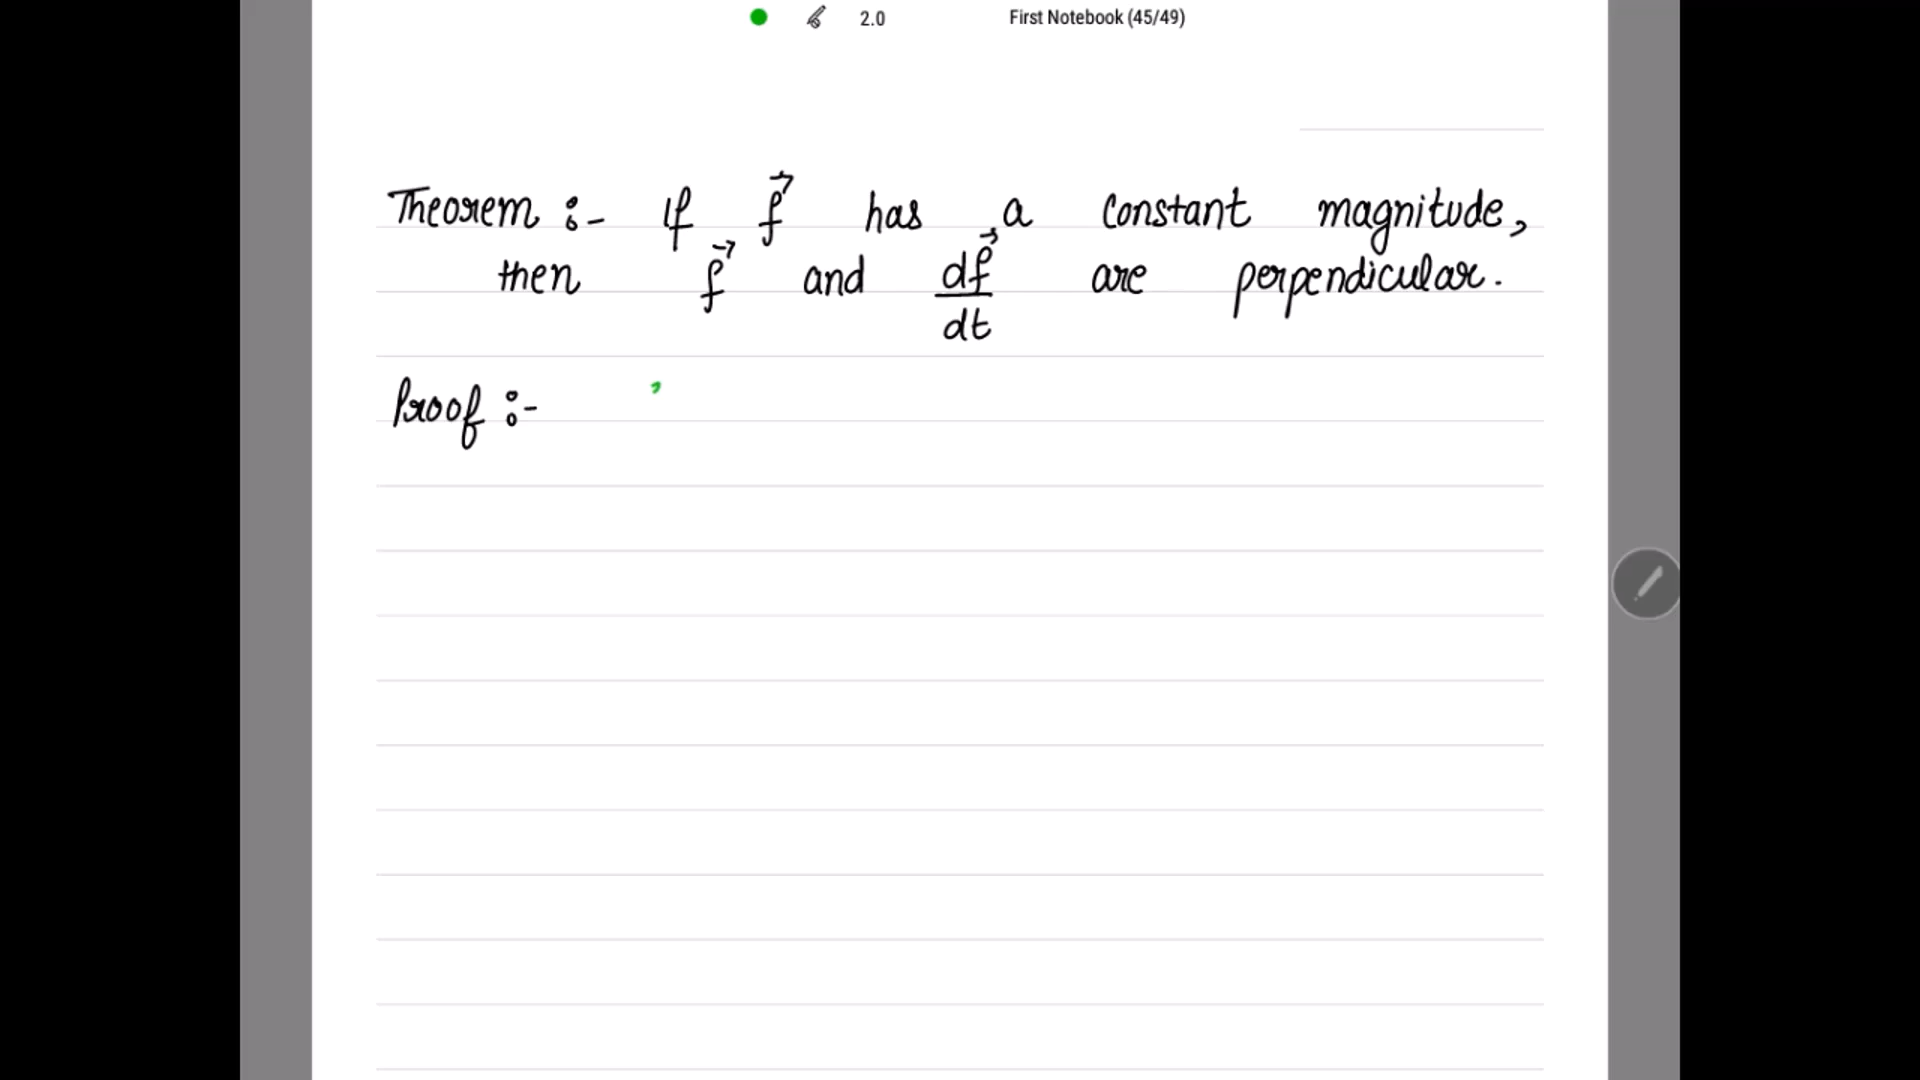 2.0 First Notebook (45/49)
Theorem :- If f⃗ has a constant magnitude,
then f⃗ and df⃗/dt are perpendicular.
Proof :-